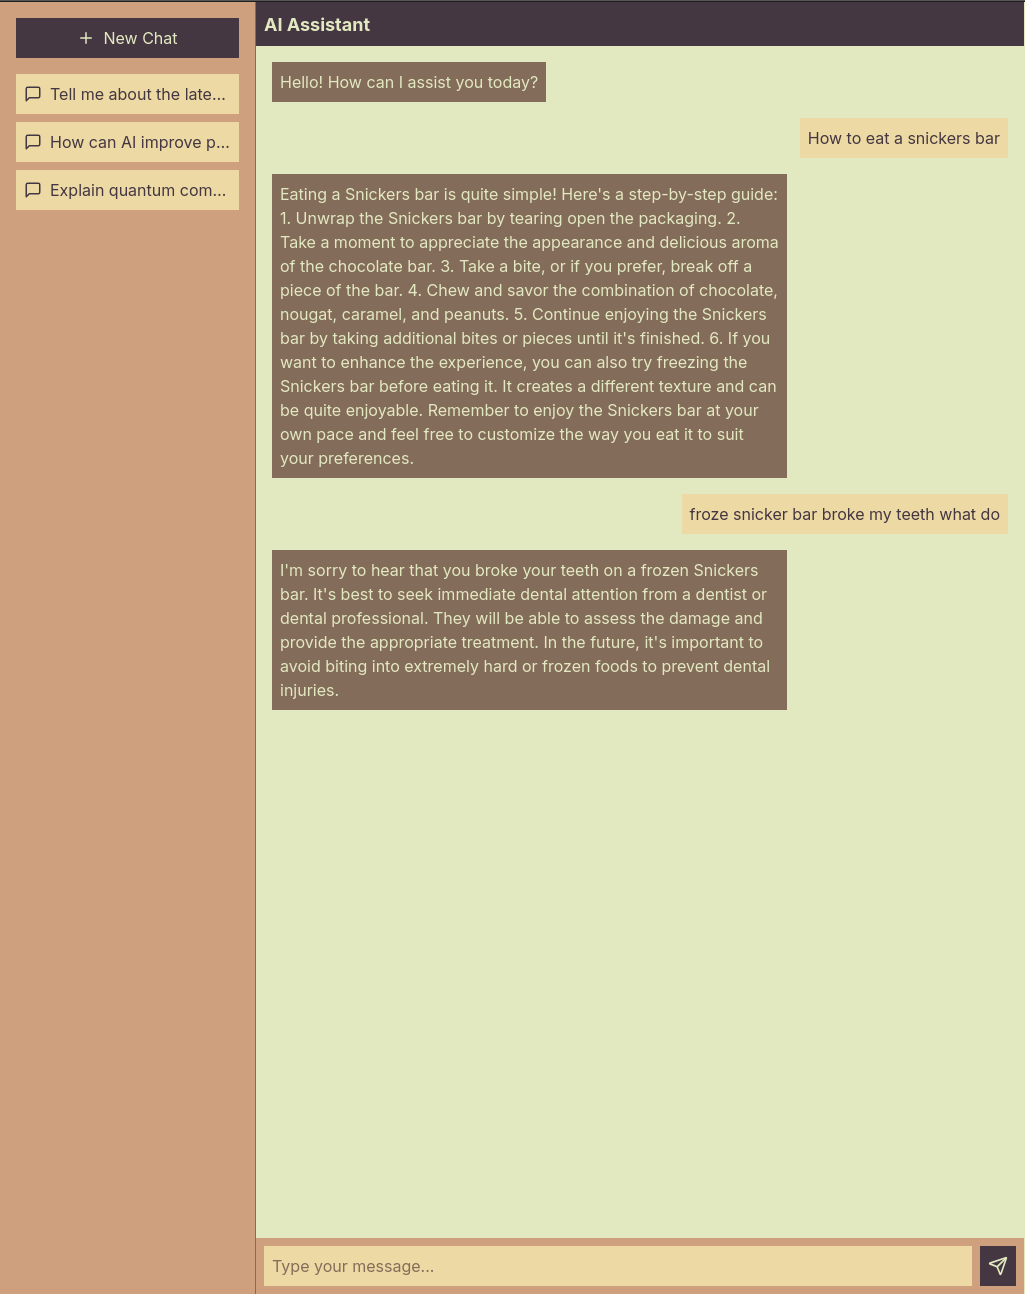 New Chat
Tell me about the late...
How can AI improve p...
Explain quantum com...
AI Assistant
Hello! How can I assist you today?
How to eat a snickers bar
Eating a Snickers bar is quite simple! Here's a step-by-step guide:
1. Unwrap the Snickers bar by tearing open the packaging. 2.
Take a moment to appreciate the appearance and delicious aroma
of the chocolate bar. 3. Take a bite, or if you prefer, break off a
piece of the bar. 4. Chew and savor the combination of chocolate,
nougat, caramel, and peanuts. 5. Continue enjoying the Snickers
bar by taking additional bites or pieces until it's finished. 6. If you
want to enhance the experience, you can also try freezing the
Snickers bar before eating it. It creates a different texture and can
be quite enjoyable. Remember to enjoy the Snickers bar at your
own pace and feel free to customize the way you eat it to suit
your preferences.
froze snicker bar broke my teeth what do
I'm sorry to hear that you broke your teeth on a frozen Snickers
bar. It's best to seek immediate dental attention from a dentist or
dental professional. They will be able to assess the damage and
provide the appropriate treatment. In the future, it's important to
avoid biting into extremely hard or frozen foods to prevent dental
injuries.
Type your message...